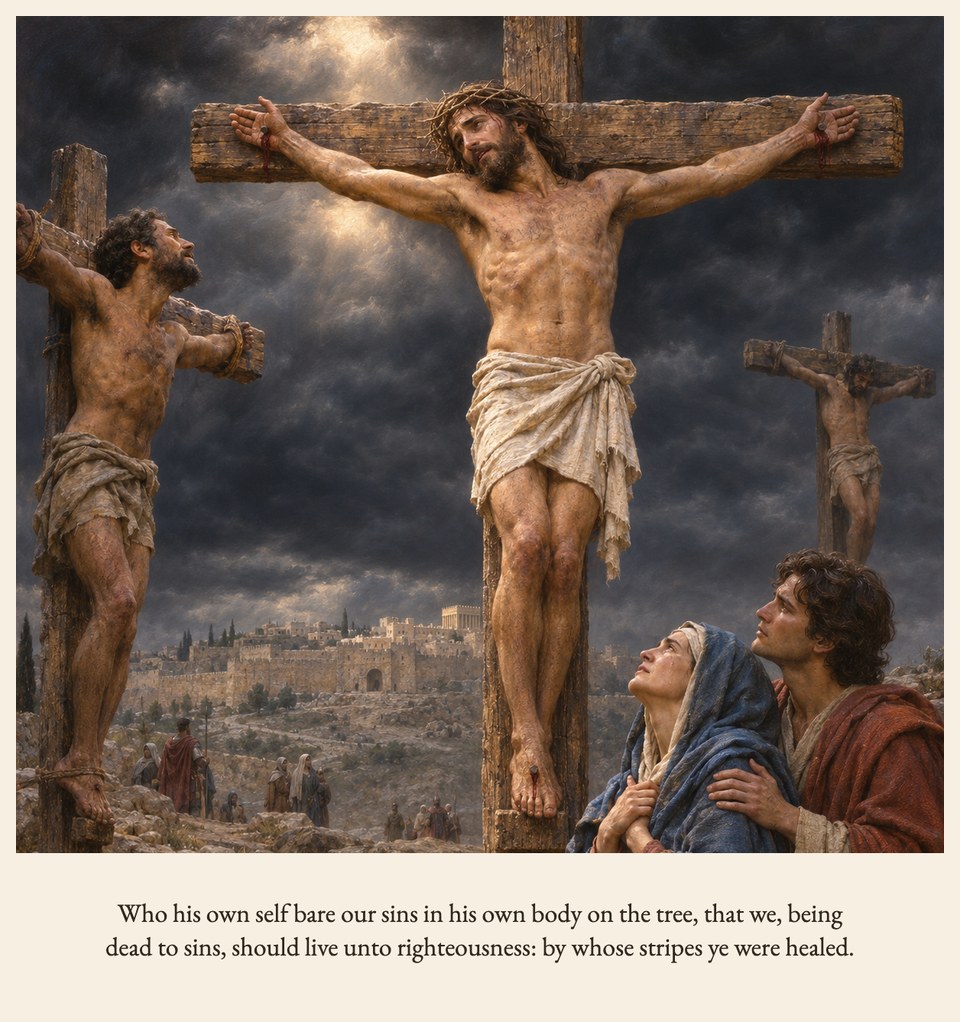 Who his own self bare our sins in his own body on the tree, that we, being
dead to sins, should live unto righteousness: by whose stripes ye were healed.